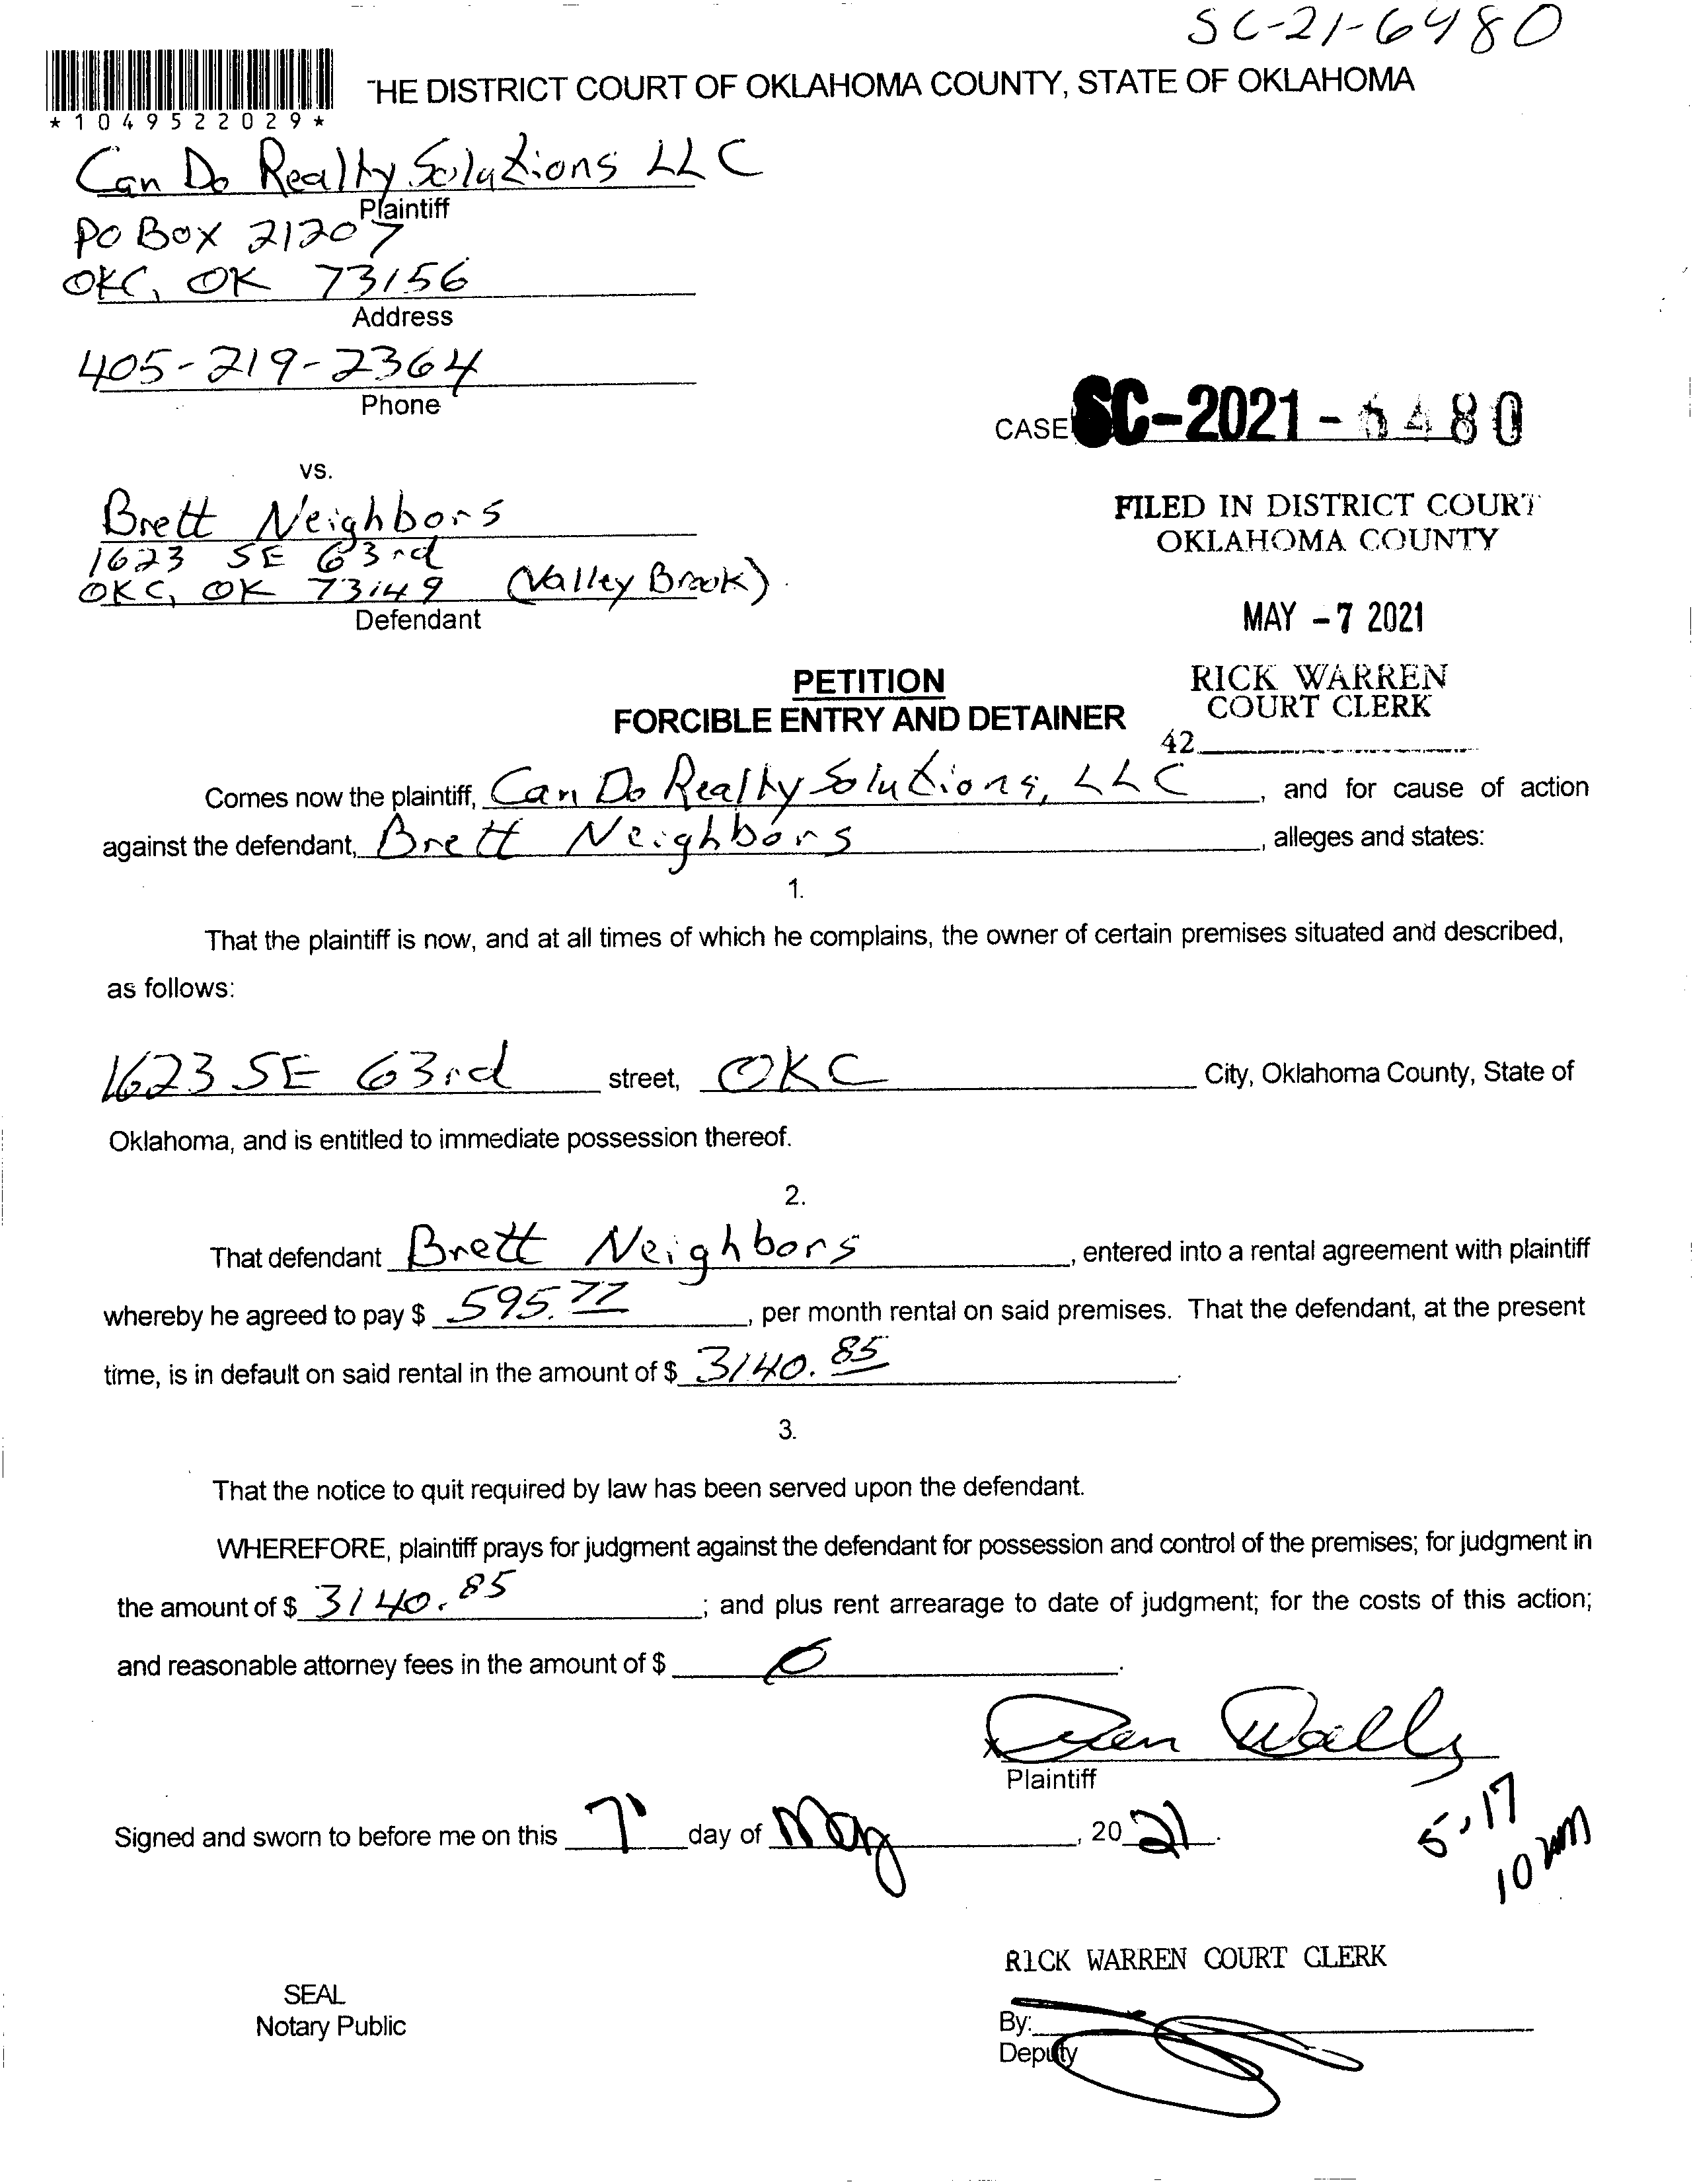 SC-21-6480
THE DISTRICT COURT OF OKLAHOMA COUNTY, STATE OF OKLAHOMA
*1049522029*
Can Do Realty Solutions LLC
Plaintiff
PO Box 21207
OKC, OK 73156
Address
405-219-2364
Phone
CASE SC-2021-6480
vs.
Brett Neighbors
1623 SE 63rd
OKC, OK 73149 (Valley Brook)
Defendant
FILED IN DISTRICT COURT
OKLAHOMA COUNTY
MAY -7 2021
RICK WARREN
COURT CLERK
42
PETITION
FORCIBLE ENTRY AND DETAINER
Comes now the plaintiff, Can Do Realty Solutions, LLC, and for cause of action
against the defendant, Brett Neighbors, alleges and states:
1.
That the plaintiff is now, and at all times of which he complains, the owner of certain premises situated and described,
as follows:
1623 SE 63rd street, OKC City, Oklahoma County, State of
Oklahoma, and is entitled to immediate possession thereof.
2.
That defendant Brett Neighbors, entered into a rental agreement with plaintiff
whereby he agreed to pay $ 595.77, per month rental on said premises. That the defendant, at the present
time, is in default on said rental in the amount of $ 3140.85.
3.
That the notice to quit required by law has been served upon the defendant.
WHEREFORE, plaintiff prays for judgment against the defendant for possession and control of the premises; for judgment in
the amount of $ 3140.85; and plus rent arrearage to date of judgment; for the costs of this action;
and reasonable attorney fees in the amount of $ 0.
Plaintiff
Signed and sworn to before me on this 7 day of May, 2021.
5.17
10 am
RICK WARREN COURT CLERK
SEAL
Notary Public
By:
Deputy